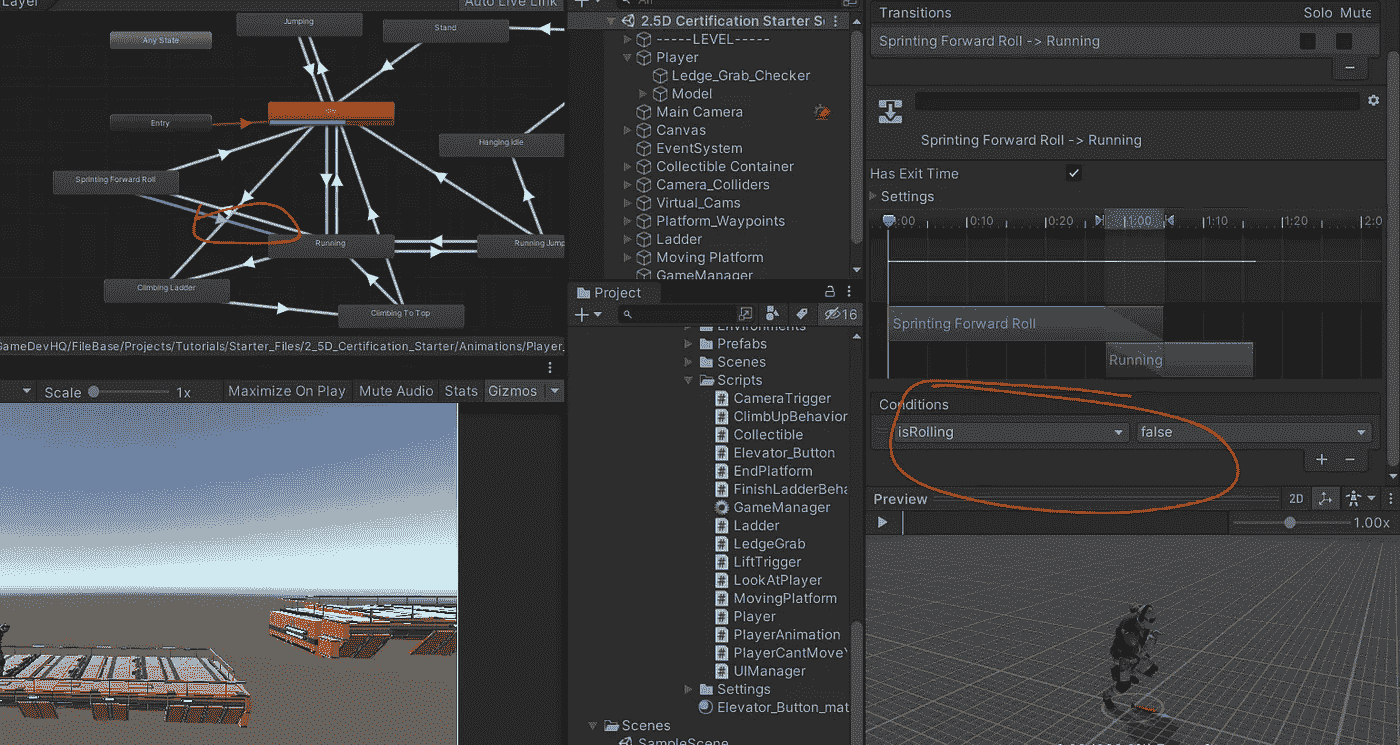 Layer
Auto Live Link
Jumping
Stand
Any State
Entry
Hanging Idle
Sprinting Forward Roll
Running
Running Jump
Climbing Ladder
Climbing To Top
GameDevHQ/FileBase/Projects/Tutorials/Starter_Files/2_5D_Certification_Starter/Animations/Player_
Scale 1x Maximize On Play Mute Audio Stats Gizmos
All
2.5D Certification Starter S
-----LEVEL-----
Player
Ledge_Grab_Checker
Model
Main Camera
Canvas
EventSystem
Collectible Container
Camera_Colliders
Virtual_Cams
Platform_Waypoints
Ladder
Moving Platform
GameManager
Project
16
Environments
Prefabs
Scenes
Scripts
CameraTrigger
ClimbUpBehavior
Collectible
Elevator_Button
EndPlatform
FinishLadderBeha
GameManager
Ladder
LedgeGrab
LiftTrigger
LookAtPlayer
MovingPlatform
Player
PlayerAnimation
PlayerCantMove
UIManager
Settings
Elevator_Button_mat
Scenes
SampleScene
Transitions Solo Mute
Sprinting Forward Roll -> Running
Sprinting Forward Roll -> Running
Has Exit Time
Settings
:00 0:10 0:20 1:00 1:10 1:20 2:0
Sprinting Forward Roll
Running
Conditions
isRolling false
Preview 2D
1.00x